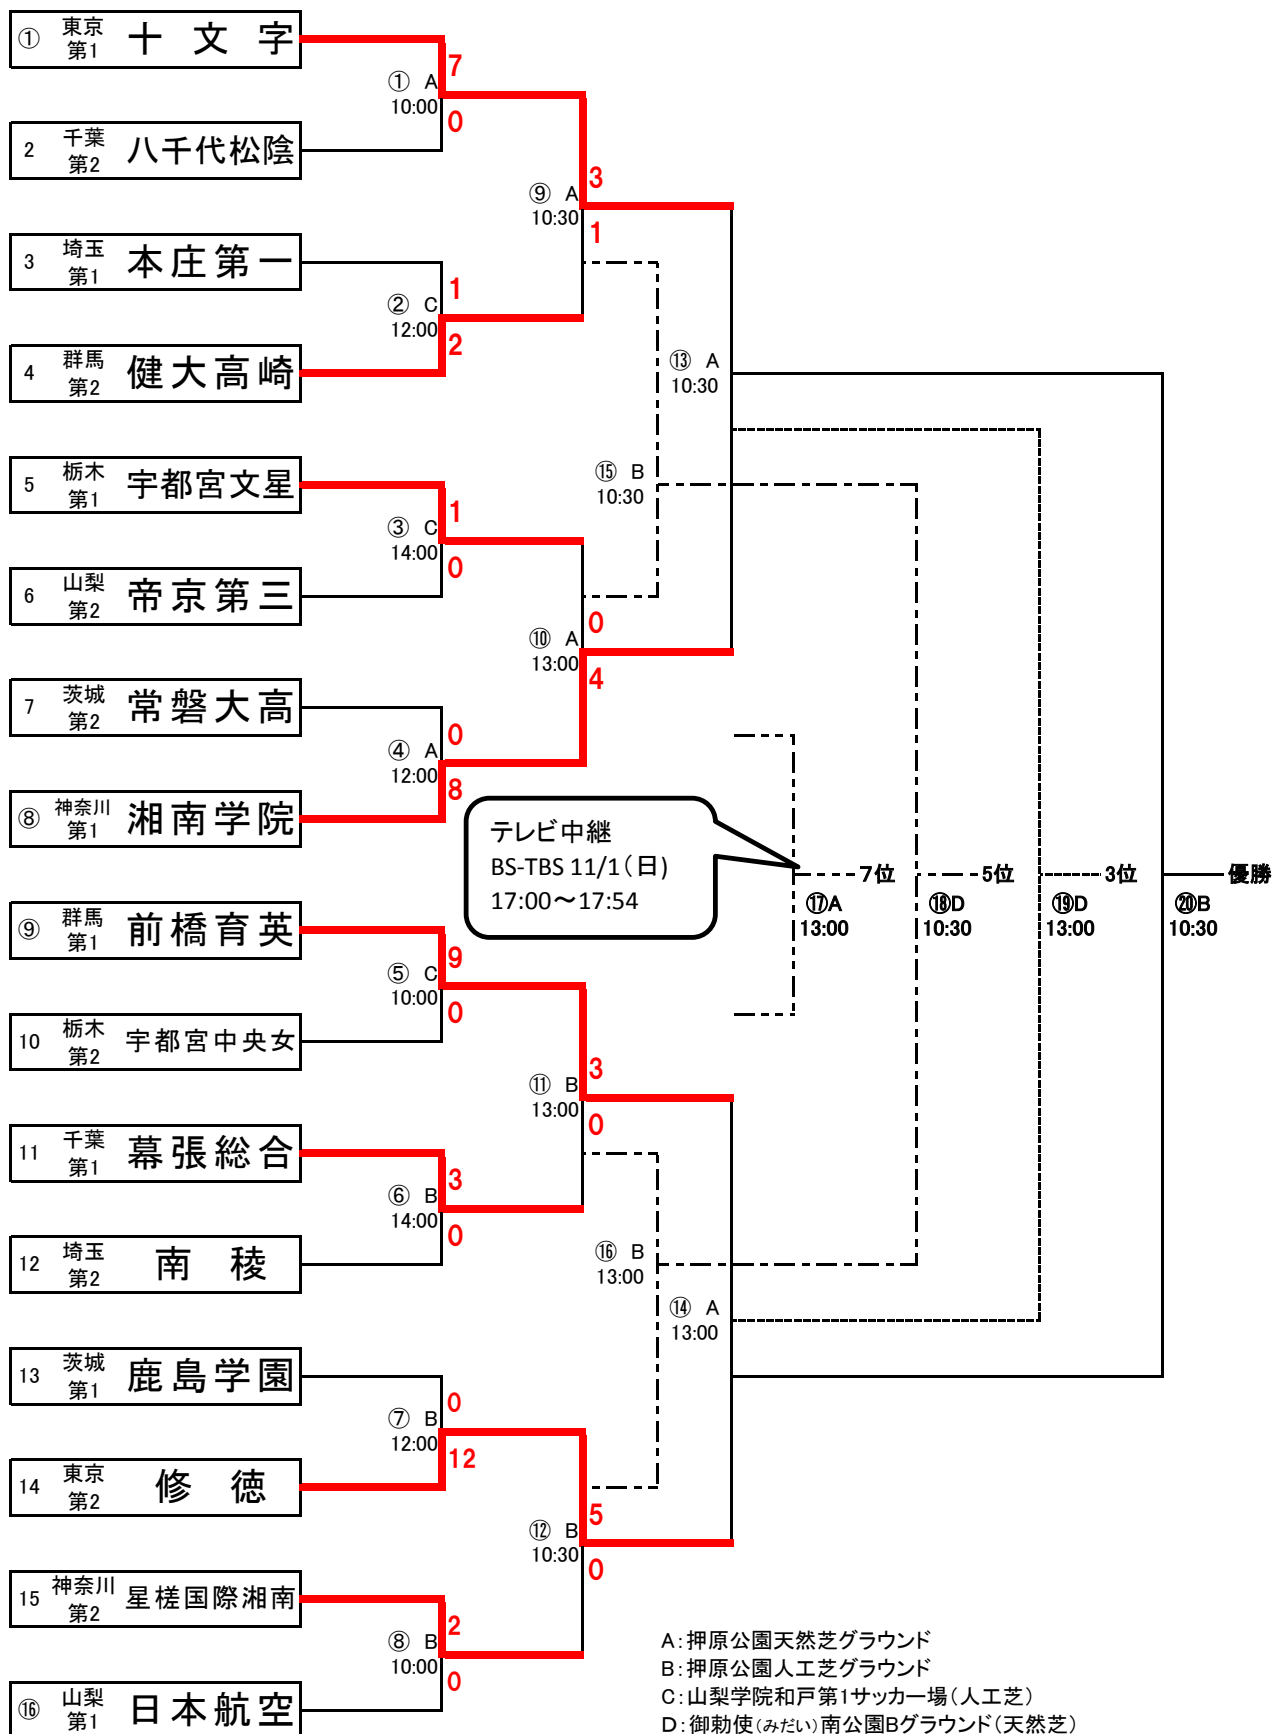 ① 東京第1 十文字
7
① A
10:00
0
2 千葉第2 八千代松陰
3
⑨ A
10:30
1
3 埼玉第1 本庄第一
1
② C
12:00
2
4 群馬第2 健大高崎
⑬ A
10:30
5 栃木第1 宇都宮文星
1
③ C
14:00
0
⑮ B
10:30
6 山梨第2 帝京第三
0
⑩ A
13:00
4
7 茨城第2 常磐大高
0
④ A
12:00
8
⑧ 神奈川第1 湘南学院
テレビ中継
BS-TBS 11/1(日)
17:00~17:54
7位
⑰A
13:00
5位
⑱D
10:30
3位
⑲D
13:00
優勝
⑳B
10:30
⑨ 群馬第1 前橋育英
9
⑤ C
10:00
0
10 栃木第2 宇都宮中央女
3
⑪ B
13:00
0
11 千葉第1 幕張総合
3
⑥ B
14:00
0
12 埼玉第2 南稜
⑯ B
13:00
⑭ A
13:00
13 茨城第1 鹿島学園
0
⑦ B
12:00
12
14 東京第2 修徳
5
⑫ B
10:30
0
15 神奈川第2 星槎国際湘南
2
⑧ B
10:00
0
⑯ 山梨第1 日本航空
A:押原公園天然芝グラウンド
B:押原公園人工芝グラウンド
C:山梨学院和戸第1サッカー場(人工芝)
D:御勅使(みだい)南公園Bグラウンド(天然芝)